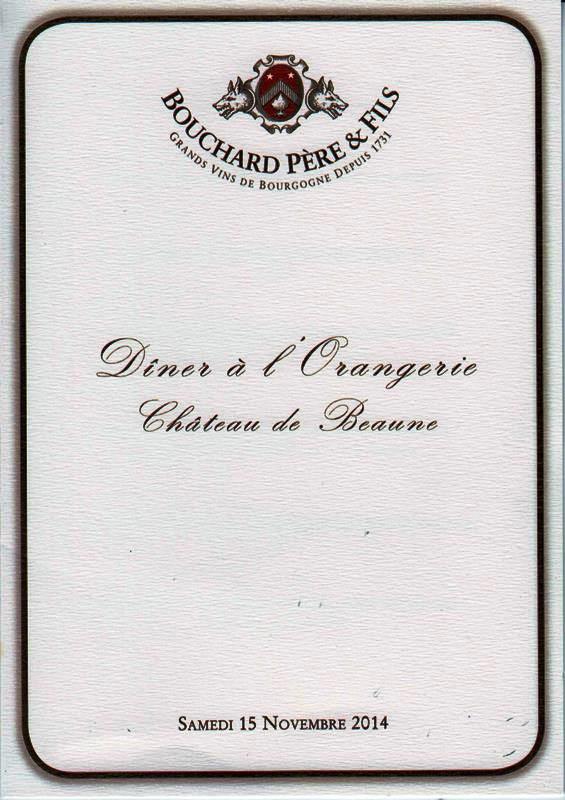 BOUCHARD PÈRE & FILS
GRANDS VINS DE BOURGOGNE DEPUIS 1731
Dîner à l'Orangerie
Château de Beaune
SAMEDI 15 NOVEMBRE 2014